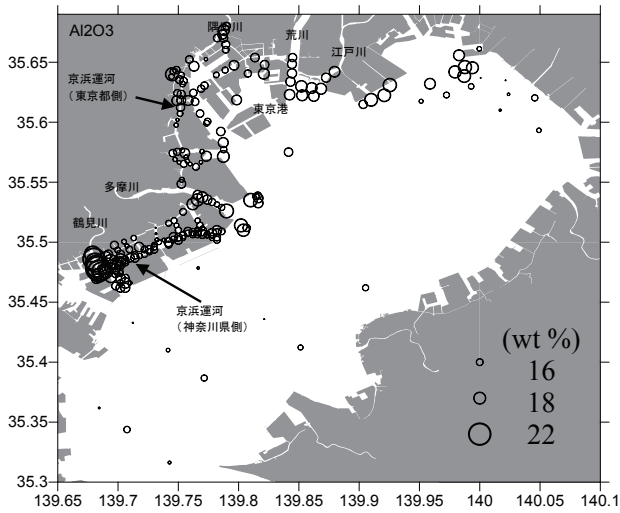 Al2O3
隅田川
荒川
江戸川
京浜運河
(東京都側)
東京港
多摩川
鶴見川
京浜運河
(神奈川県側)
(wt %)
16
18
22
35.65
35.6
35.55
35.5
35.45
35.4
35.35
35.3
139.65 139.7 139.75 139.8 139.85 139.9 139.95 140 140.05 140.1